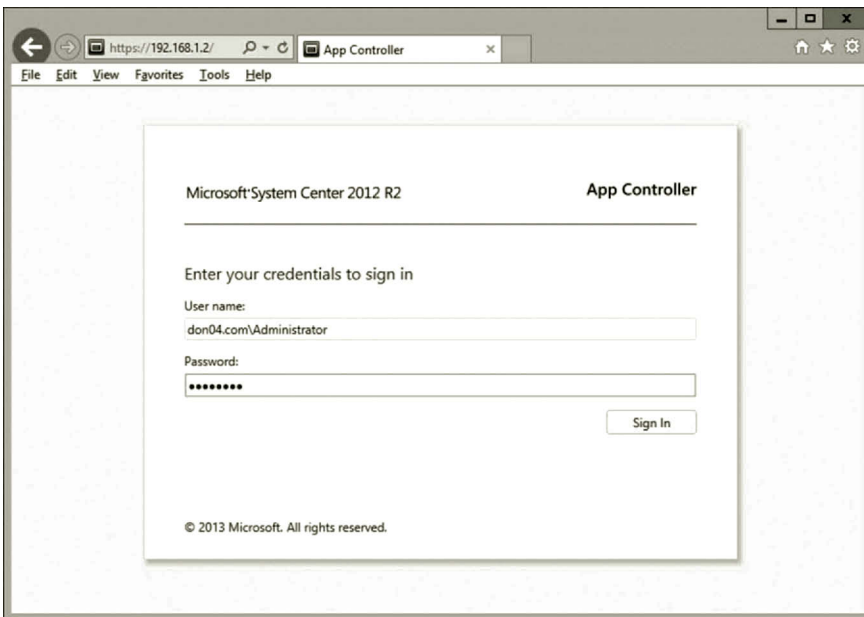 https://192.168.1.2/
App Controller
File Edit View Favorites Tools Help
Microsoft System Center 2012 R2
App Controller
Enter your credentials to sign in
User name:
don04.com\Administrator
Password:
••••••••
Sign In
© 2013 Microsoft. All rights reserved.